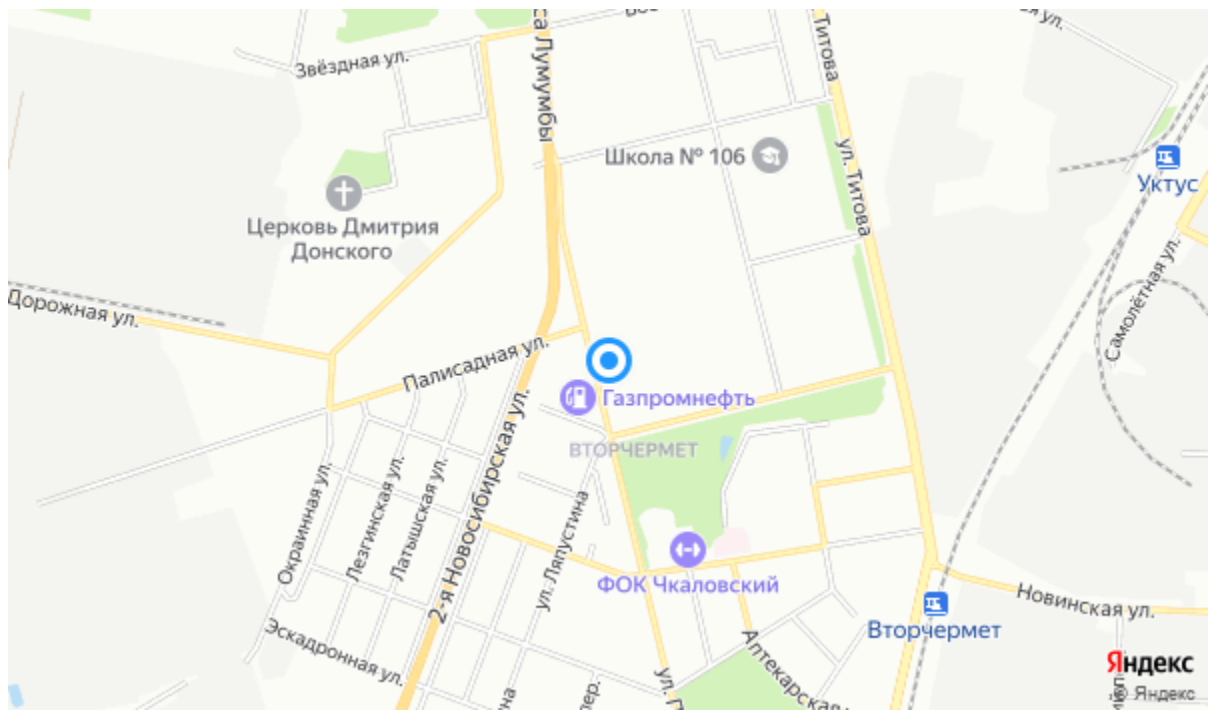 Звёздная ул.
са Лумумбы
Титова
ул. Титова
Школа № 106
Уктус
Церковь Дмитрия
Донского
Самолётная ул.
Дорожная ул.
Палисадная ул.
Газпромнефть
ВТОРЧЕРМЕТ
2-я Новосибирская ул.
Окраинная ул.
Лезгинская ул.
Латышская ул.
ул. Ляпустина
ФОК Чкаловский
Новинская ул.
Вторчермет
Эскадронная ул.
Аптекарская
ул. П
пер.
Яндекс
© Яндекс